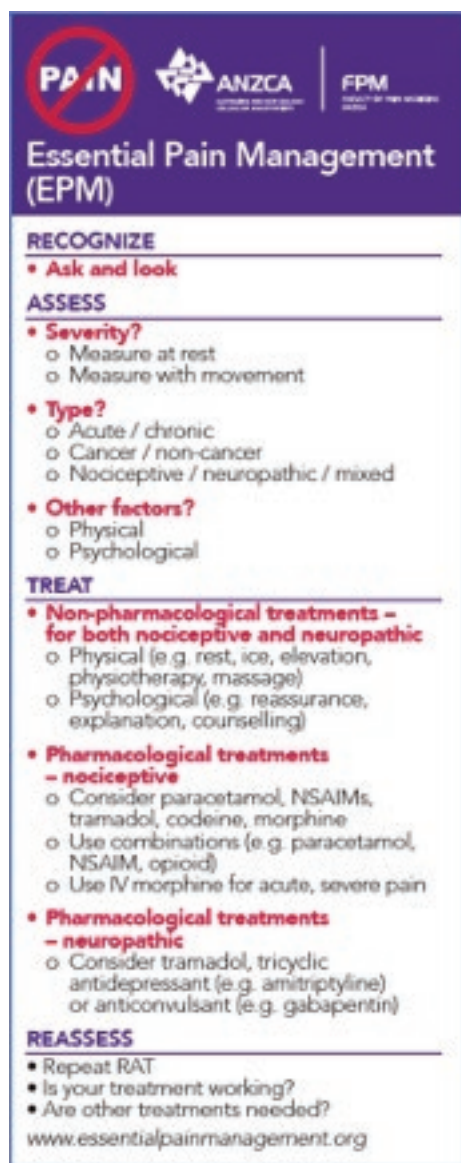 PAIN
ANZCA
FPM
Essential Pain Management
(EPM)
RECOGNIZE
• Ask and look
ASSESS
• Severity?
o Measure at rest
o Measure with movement
• Type?
o Acute / chronic
o Cancer / non-cancer
o Nociceptive / neuropathic / mixed
• Other factors?
o Physical
o Psychological
TREAT
• Non-pharmacological treatments –
for both nociceptive and neuropathic
o Physical (e.g. rest, ice, elevation,
physiotherapy, massage)
o Psychological (e.g. reassurance,
explanation, counselling)
• Pharmacological treatments
– nociceptive
o Consider paracetamol, NSAIMs,
tramadol, codeine, morphine
o Use combinations (e.g. paracetamol,
NSAIM, opioid)
o Use IV morphine for acute, severe pain
• Pharmacological treatments
– neuropathic
o Consider tramadol, tricyclic
antidepressant (e.g. amitriptyline)
or anticonvulsant (e.g. gabapentin)
REASSESS
• Repeat RAT
• Is your treatment working?
• Are other treatments needed?
www.essentialpainmanagement.org